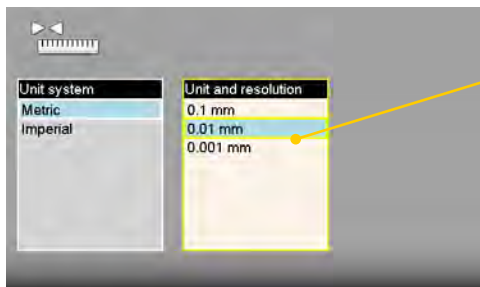 Unit system
Metric
Imperial
Unit and resolution
0.1 mm
0.01 mm
0.001 mm